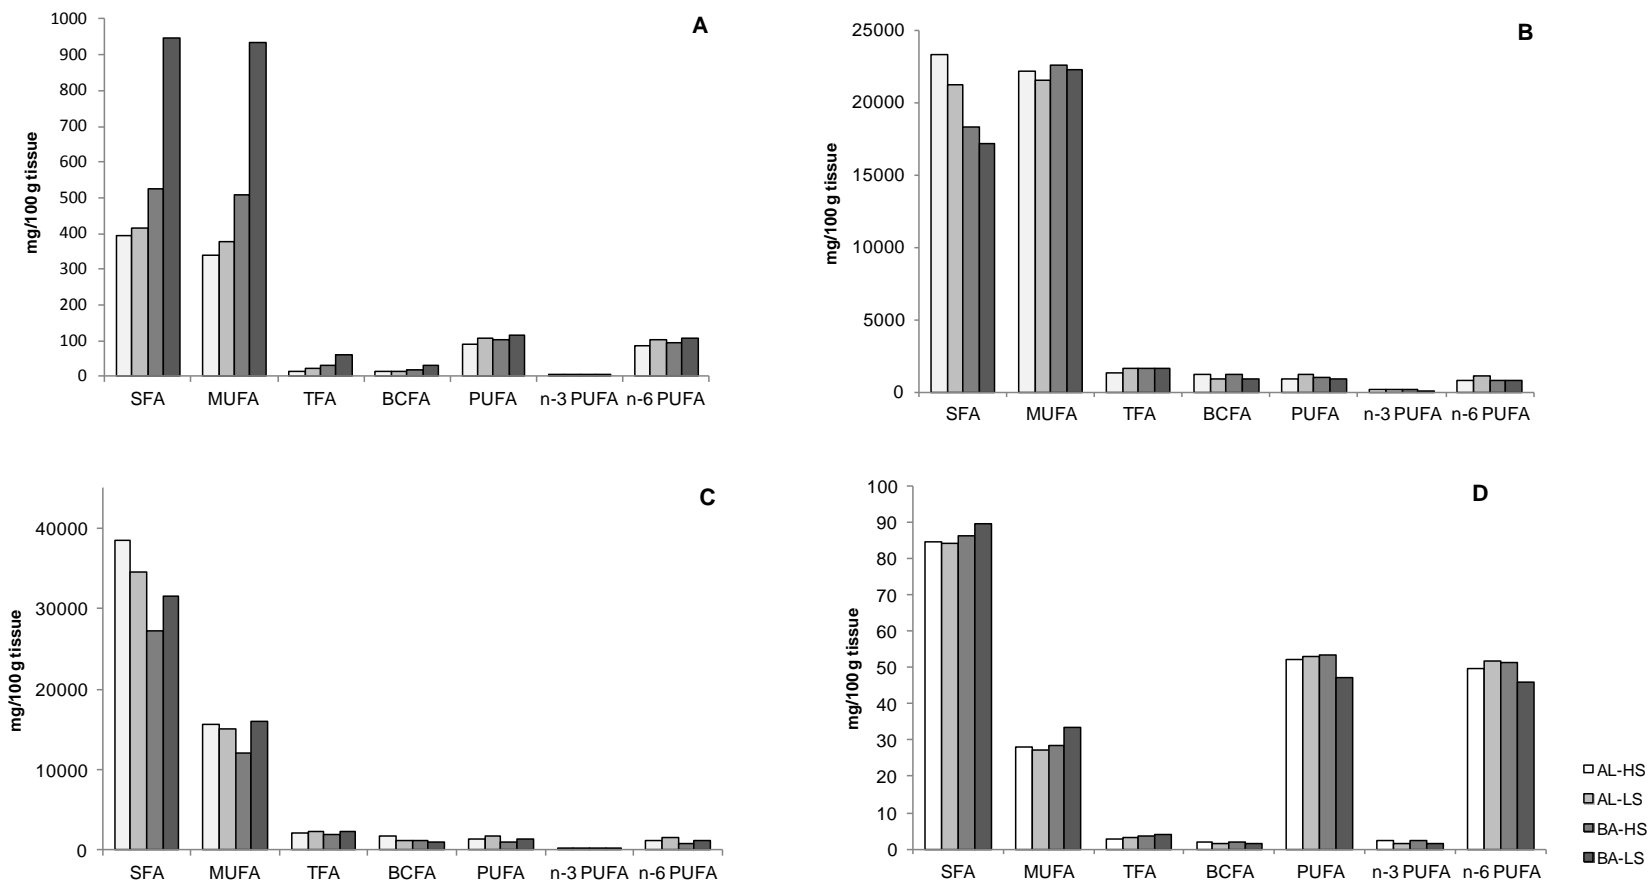 A
mg/100 g tissue
1000
900
800
700
600
500
400
300
200
100
0
SFA MUFA TFA BCFA PUFA n-3 PUFA n-6 PUFA
B
mg/100 g tissue
25000
20000
15000
10000
5000
0
SFA MUFA TFA BCFA PUFA n-3 PUFA n-6 PUFA
C
mg/100 g tissue
40000
30000
20000
10000
0
SFA MUFA TFA BCFA PUFA n-3 PUFA n-6 PUFA
D
mg/100 g tissue
100
90
80
70
60
50
40
30
20
10
0
SFA MUFA TFA BCFA PUFA n-3 PUFA n-6 PUFA
AL-HS
AL-LS
BA-HS
BA-LS